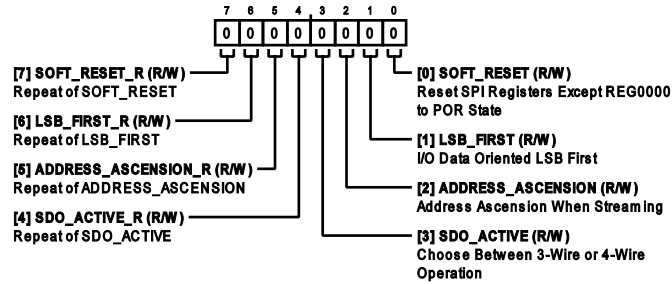 7 6 5 4 3 2 1 0
0 0 0 0 0 0 0 0
[7] SOFT_RESET_R (R/W)
Repeat of SOFT_RESET
[6] LSB_FIRST_R (R/W)
Repeat of LSB_FIRST
[5] ADDRESS_ASCENSION_R (R/W)
Repeat of ADDRESS_ASCENSION
[4] SDO_ACTIVE_R (R/W)
Repeat of SDO_ACTIVE
[0] SOFT_RESET (R/W)
Reset SPI Registers Except REG0000
to POR State
[1] LSB_FIRST (R/W)
I/O Data Oriented LSB First
[2] ADDRESS_ASCENSION (R/W)
Address Ascension When Streaming
[3] SDO_ACTIVE (R/W)
Choose Between 3-Wire or 4-Wire
Operation